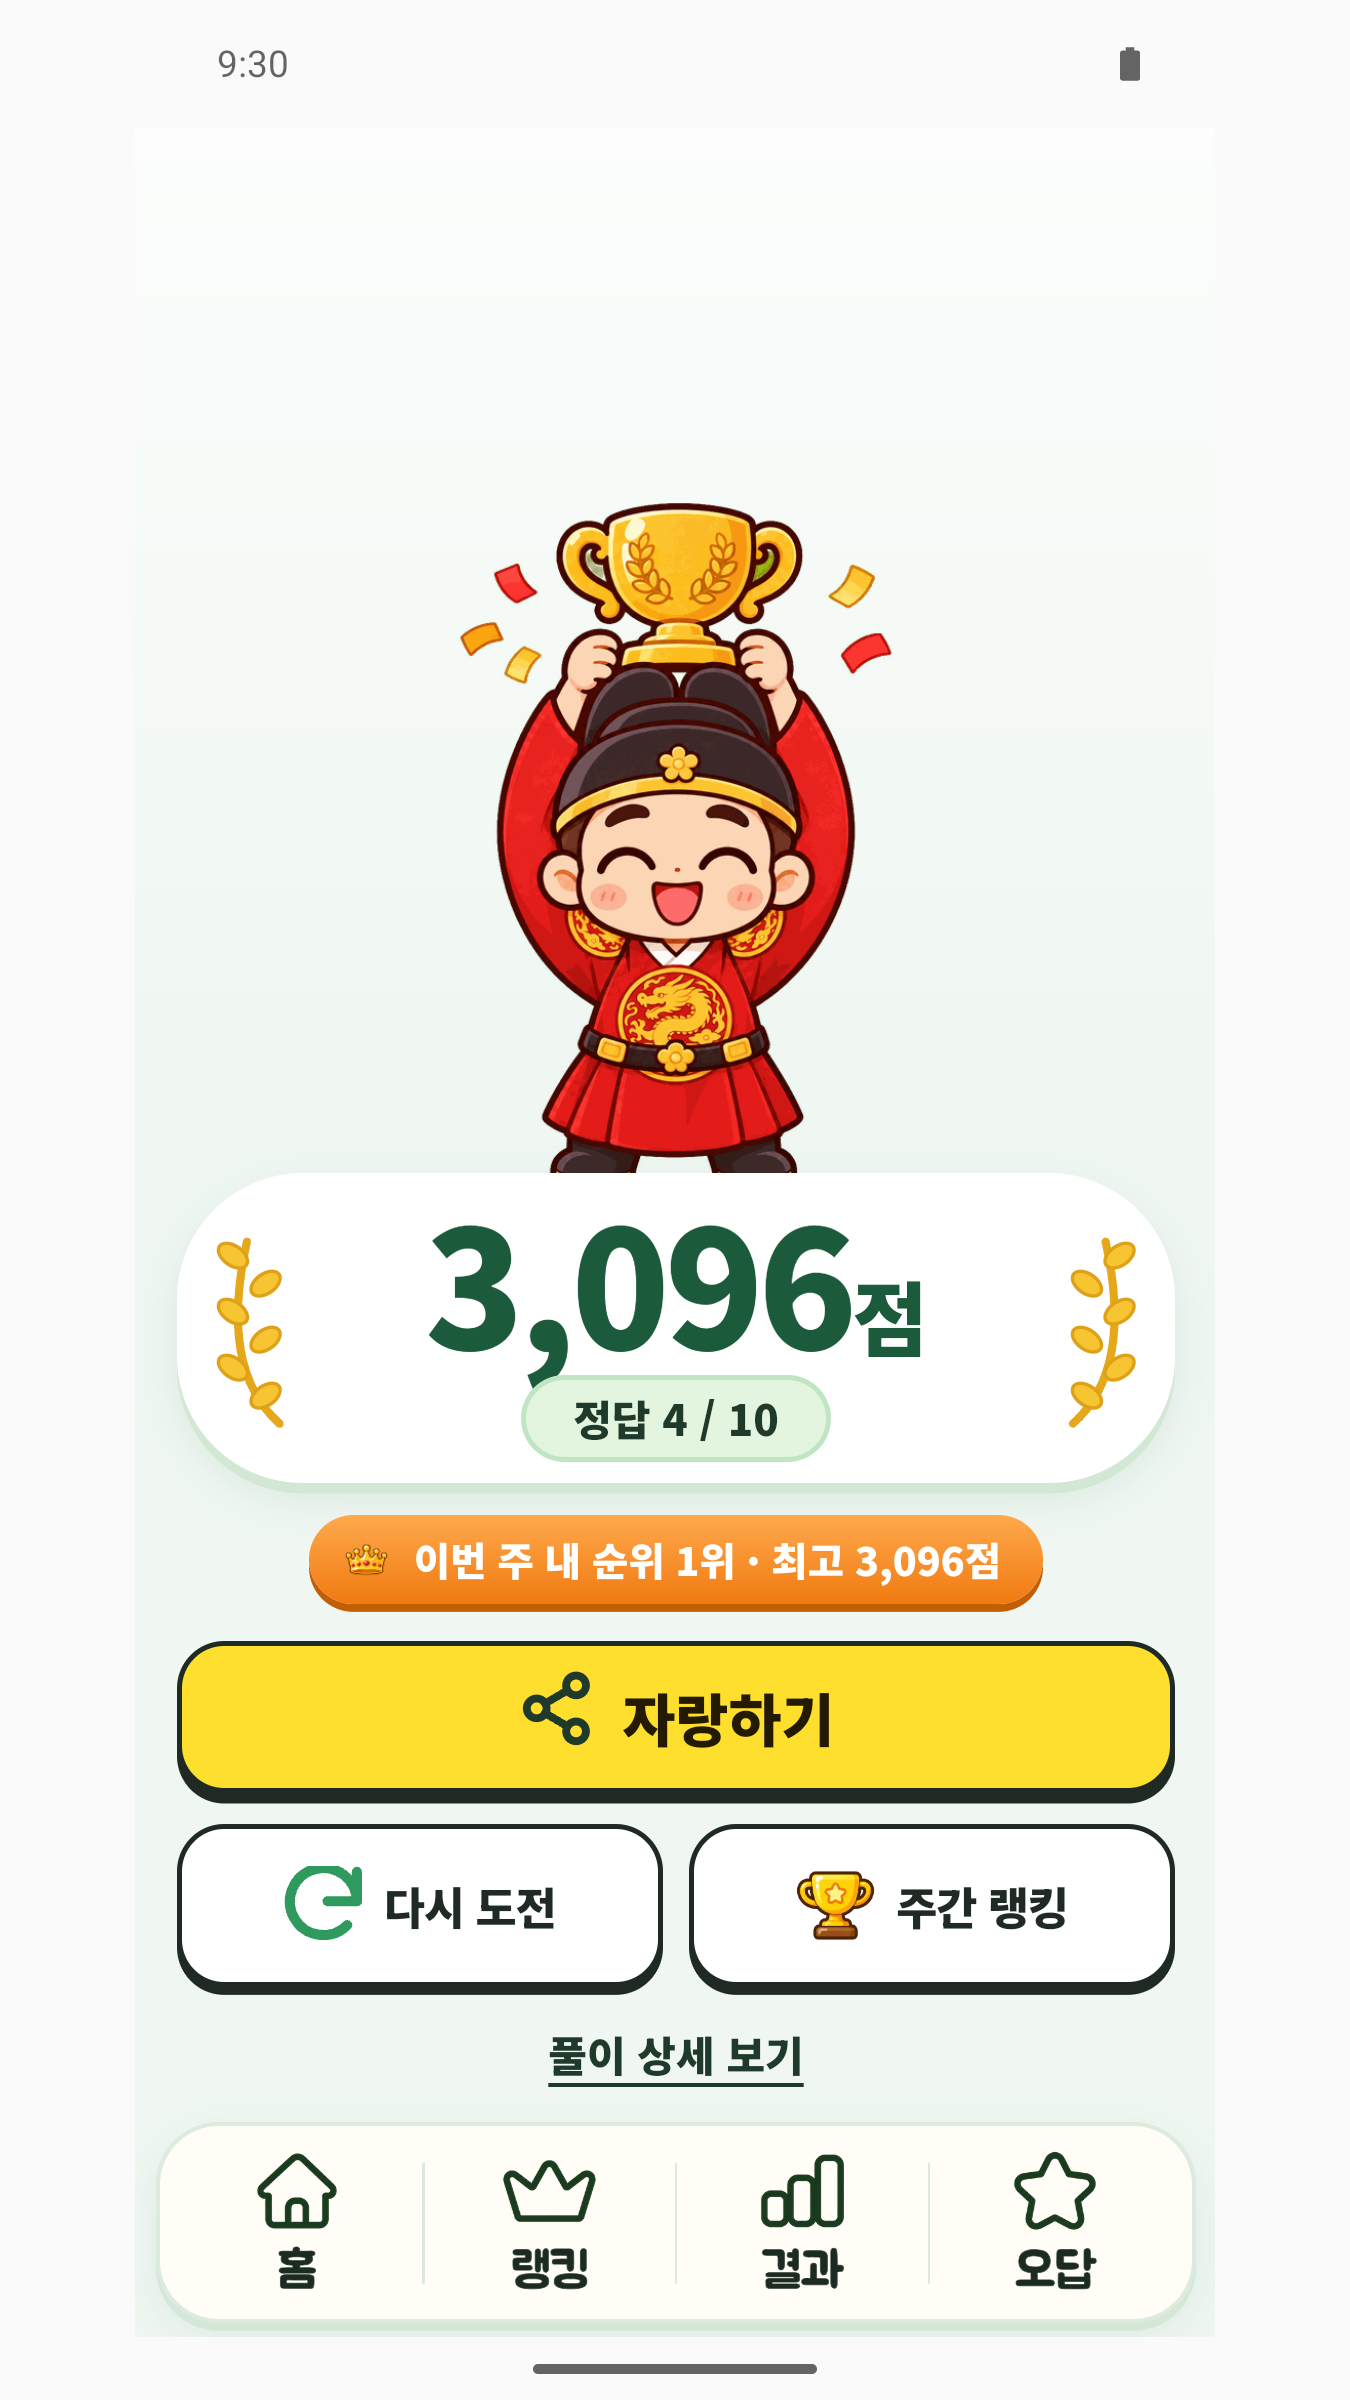 9:30
3,096점
정답 4 / 10
이번 주 내 순위 1위 · 최고 3,096점
자랑하기
다시 도전
주간 랭킹
풀이 상세 보기
홈
랭킹
결과
오답